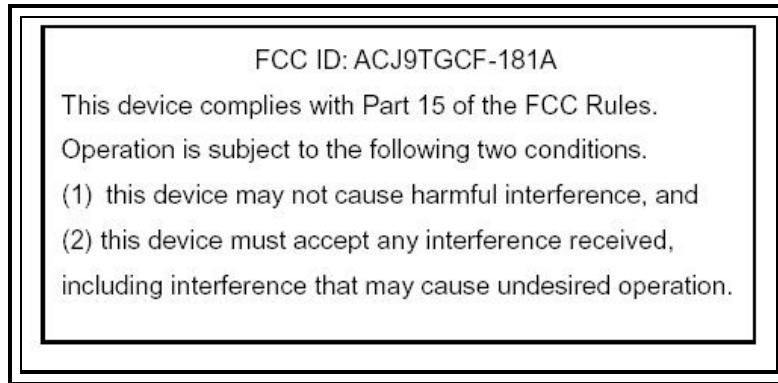 FCC ID: ACJ9TGCF-181A
This device complies with Part 15 of the FCC Rules.
Operation is subject to the following two conditions.
(1) this device may not cause harmful interference, and
(2) this device must accept any interference received,
including interference that may cause undesired operation.